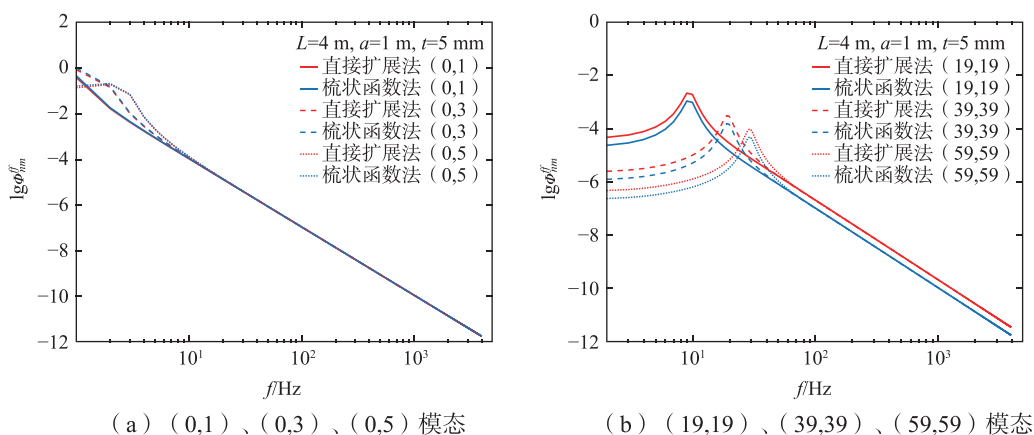 2
0
−2
−4
−6
−8
−10
−12
lgΦ^{ff}_{nm}
L=4 m, a=1 m, t=5 mm
直接扩展法（0,1）
梳状函数法（0,1）
直接扩展法（0,3）
梳状函数法（0,3）
直接扩展法（0,5）
梳状函数法（0,5）
10^1 10^2 10^3
f/Hz
（a）（0,1）、（0,3）、（0,5）模态
0
−2
−4
−6
−8
−10
−12
lgΦ^{ff}_{nm}
L=4 m, a=1 m, t=5 mm
直接扩展法（19,19）
梳状函数法（19,19）
直接扩展法（39,39）
梳状函数法（39,39）
直接扩展法（59,59）
梳状函数法（59,59）
10^1 10^2 10^3
f/Hz
（b）（19,19）、（39,39）、（59,59）模态